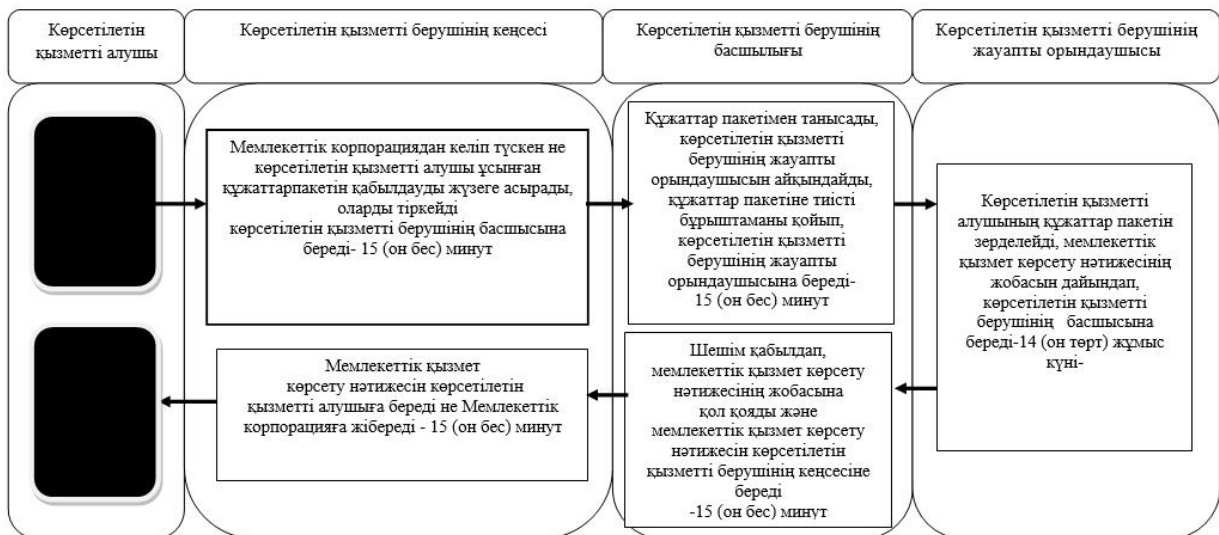 Көрсетілетін
қызметті алушы
Көрсетілетін қызметті берушінің кеңсесі
Көрсетілетін қызметті берушінің
басшылығы
Көрсетілетін қызметті берушінің
жауапты орындаушысы
Мемлекеттік корпорациядан келіп түскен не
көрсетілетін қызметті алушы ұсынған
құжаттарпакетін қабылдауды жүзеге асырады,
оларды тіркейді
көрсетілетін қызметті берушінің басшысына
береді- 15 (он бес) минут
Құжаттар пакетімен танысады,
көрсетілетін қызметті
берушінің жауапты
орындаушысын айқындайды,
құжаттар пакетіне тиісті
бұрыштаманы қойып,
көрсетілетін қызметті
берушінің жауапты
орындаушысына береді-
15 (он бес) минут
Көрсетілетін қызметті
алушының құжаттар пакетін
зерделейді, мемлекеттік
қызмет көрсету нәтижесінің
жобасын дайындап,
көрсетілетін қызметті
берушінің басшысына
береді-14 (он төрт) жұмыс
күні-
Шешім қабылдап,
мемлекеттік қызмет көрсету
нәтижесінің жобасына
қол қояды және
мемлекеттік қызмет көрсету
нәтижесін көрсетілетін
қызметті берушінің кеңсесіне
береді
-15 (он бес) минут
Мемлекеттік қызмет
көрсету нәтижесін көрсетілетін
қызметті алушыға береді не Мемлекеттік
корпорацияға жібереді - 15 (он бес) минут